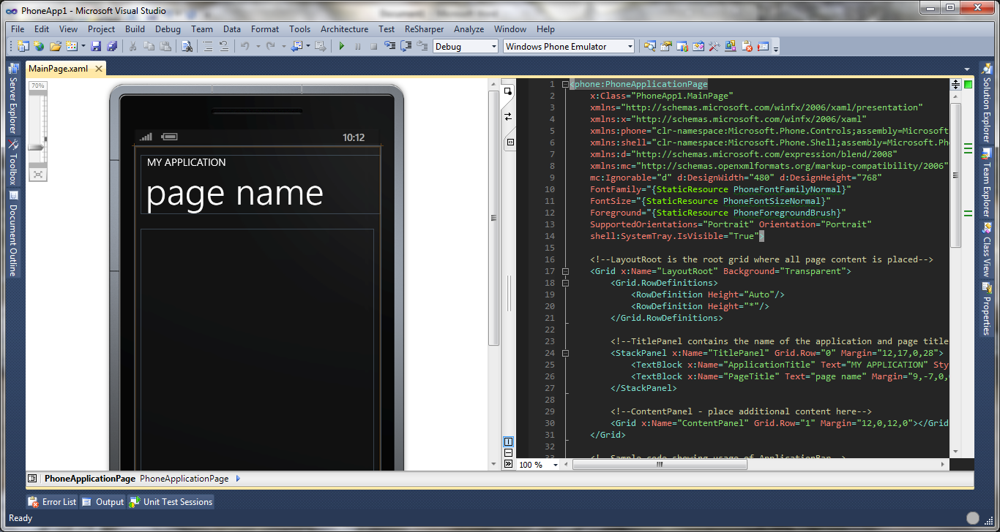 PhoneApp1 - Microsoft Visual Studio
File Edit View Project Build Debug Team Data Format Tools Architecture Test ReSharper Analyze Window Help
Debug Windows Phone Emulator
MainPage.xaml
Server Explorer
Toolbox
Document Outline
70%
10:12
MY APPLICATION
page name
1 <phone:PhoneApplicationPage
2 x:Class="PhoneApp1.MainPage"
3 xmlns="http://schemas.microsoft.com/winfx/2006/xaml/presentation"
4 xmlns:x="http://schemas.microsoft.com/winfx/2006/xaml"
5 xmlns:phone="clr-namespace:Microsoft.Phone.Controls;assembly=Microsoft
6 xmlns:shell="clr-namespace:Microsoft.Phone.Shell;assembly=Microsoft.Pho
7 xmlns:d="http://schemas.microsoft.com/expression/blend/2008"
8 xmlns:mc="http://schemas.openxmlformats.org/markup-compatibility/2006"
9 mc:Ignorable="d" d:DesignWidth="480" d:DesignHeight="768"
10 FontFamily="{StaticResource PhoneFontFamilyNormal}"
11 FontSize="{StaticResource PhoneFontSizeNormal}"
12 Foreground="{StaticResource PhoneForegroundBrush}"
13 SupportedOrientations="Portrait" Orientation="Portrait"
14 shell:SystemTray.IsVisible="True">
15
16 <!--LayoutRoot is the root grid where all page content is placed-->
17 <Grid x:Name="LayoutRoot" Background="Transparent">
18 <Grid.RowDefinitions>
19 <RowDefinition Height="Auto"/>
20 <RowDefinition Height="*"/>
21 </Grid.RowDefinitions>
22
23 <!--TitlePanel contains the name of the application and page title
24 <StackPanel x:Name="TitlePanel" Grid.Row="0" Margin="12,17,0,28">
25 <TextBlock x:Name="ApplicationTitle" Text="MY APPLICATION" Sty
26 <TextBlock x:Name="PageTitle" Text="page name" Margin="9,-7,0,
27 </StackPanel>
28
29 <!--ContentPanel - place additional content here-->
30 <Grid x:Name="ContentPanel" Grid.Row="1" Margin="12,0,12,0"></Grid
31 </Grid>
32
33 <!--Sample code showing usage of ApplicationBar-->
100 %
Solution Explorer
Team Explorer
Class View
Properties
PhoneApplicationPage PhoneApplicationPage
Error List Output Unit Test Sessions
Ready